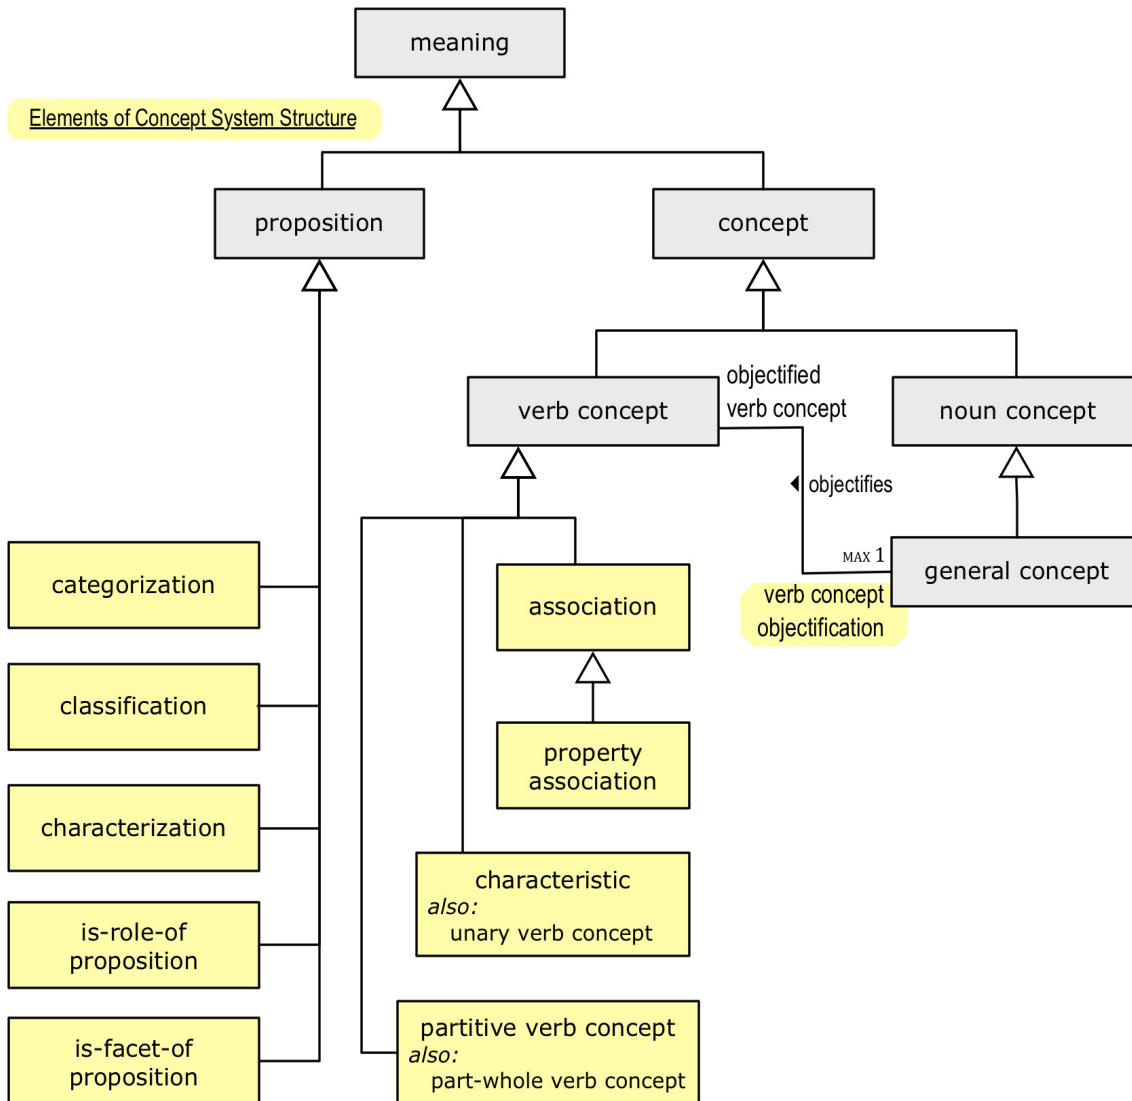 meaning
Elements of Concept System Structure
proposition
concept
verb concept
objectified
verb concept
noun concept
objectifies
MAX 1
general concept
verb concept
objectification
categorization
association
classification
property
association
characterization
characteristic
also:
unary verb concept
is-role-of
proposition
partitive verb concept
also:
part-whole verb concept
is-facet-of
proposition